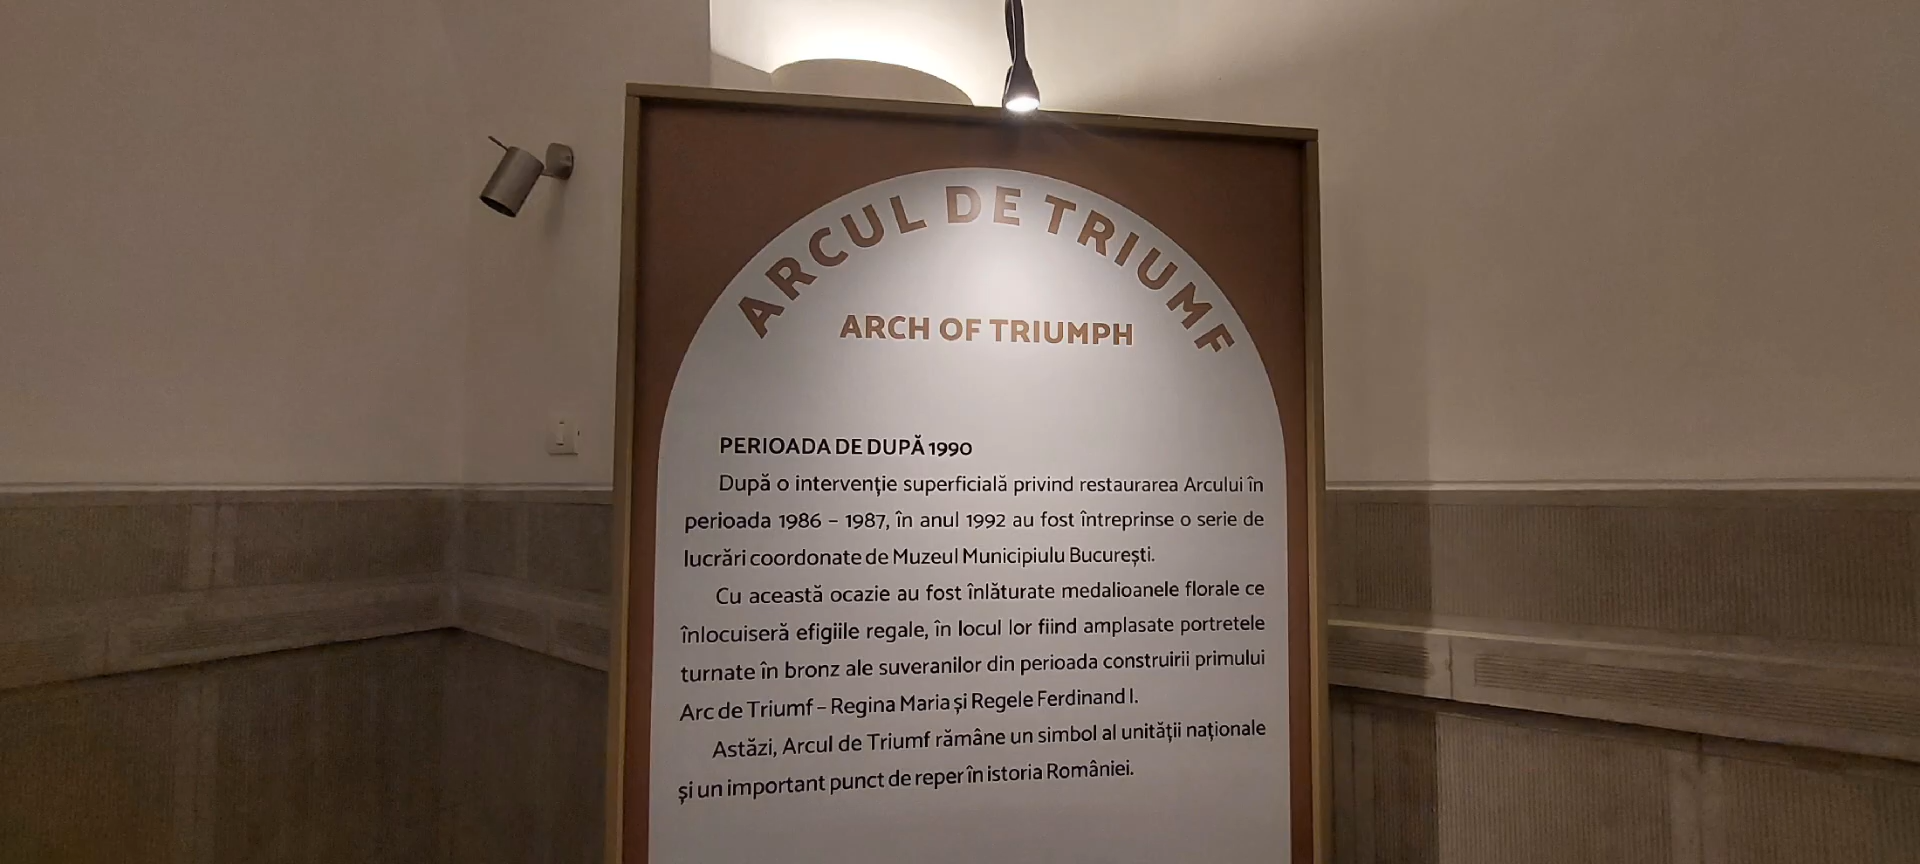 ARCUL DE TRIUMF
ARCH OF TRIUMPH
PERIOADA DE DUPĂ 1990
După o intervenție superficială privind restaurarea Arcului în
perioada 1986 – 1987, în anul 1992 au fost întreprinse o serie de
lucrări coordonate de Muzeul Municipiulu București.
Cu această ocazie au fost înlăturate medalioanele florale ce
înlocuiseră efigiile regale, în locul lor fiind amplasate portretele
turnate în bronz ale suveranilor din perioada construirii primului
Arc de Triumf – Regina Maria și Regele Ferdinand I.
Astăzi, Arcul de Triumf rămâne un simbol al unității naționale
și un important punct de reper în istoria României.